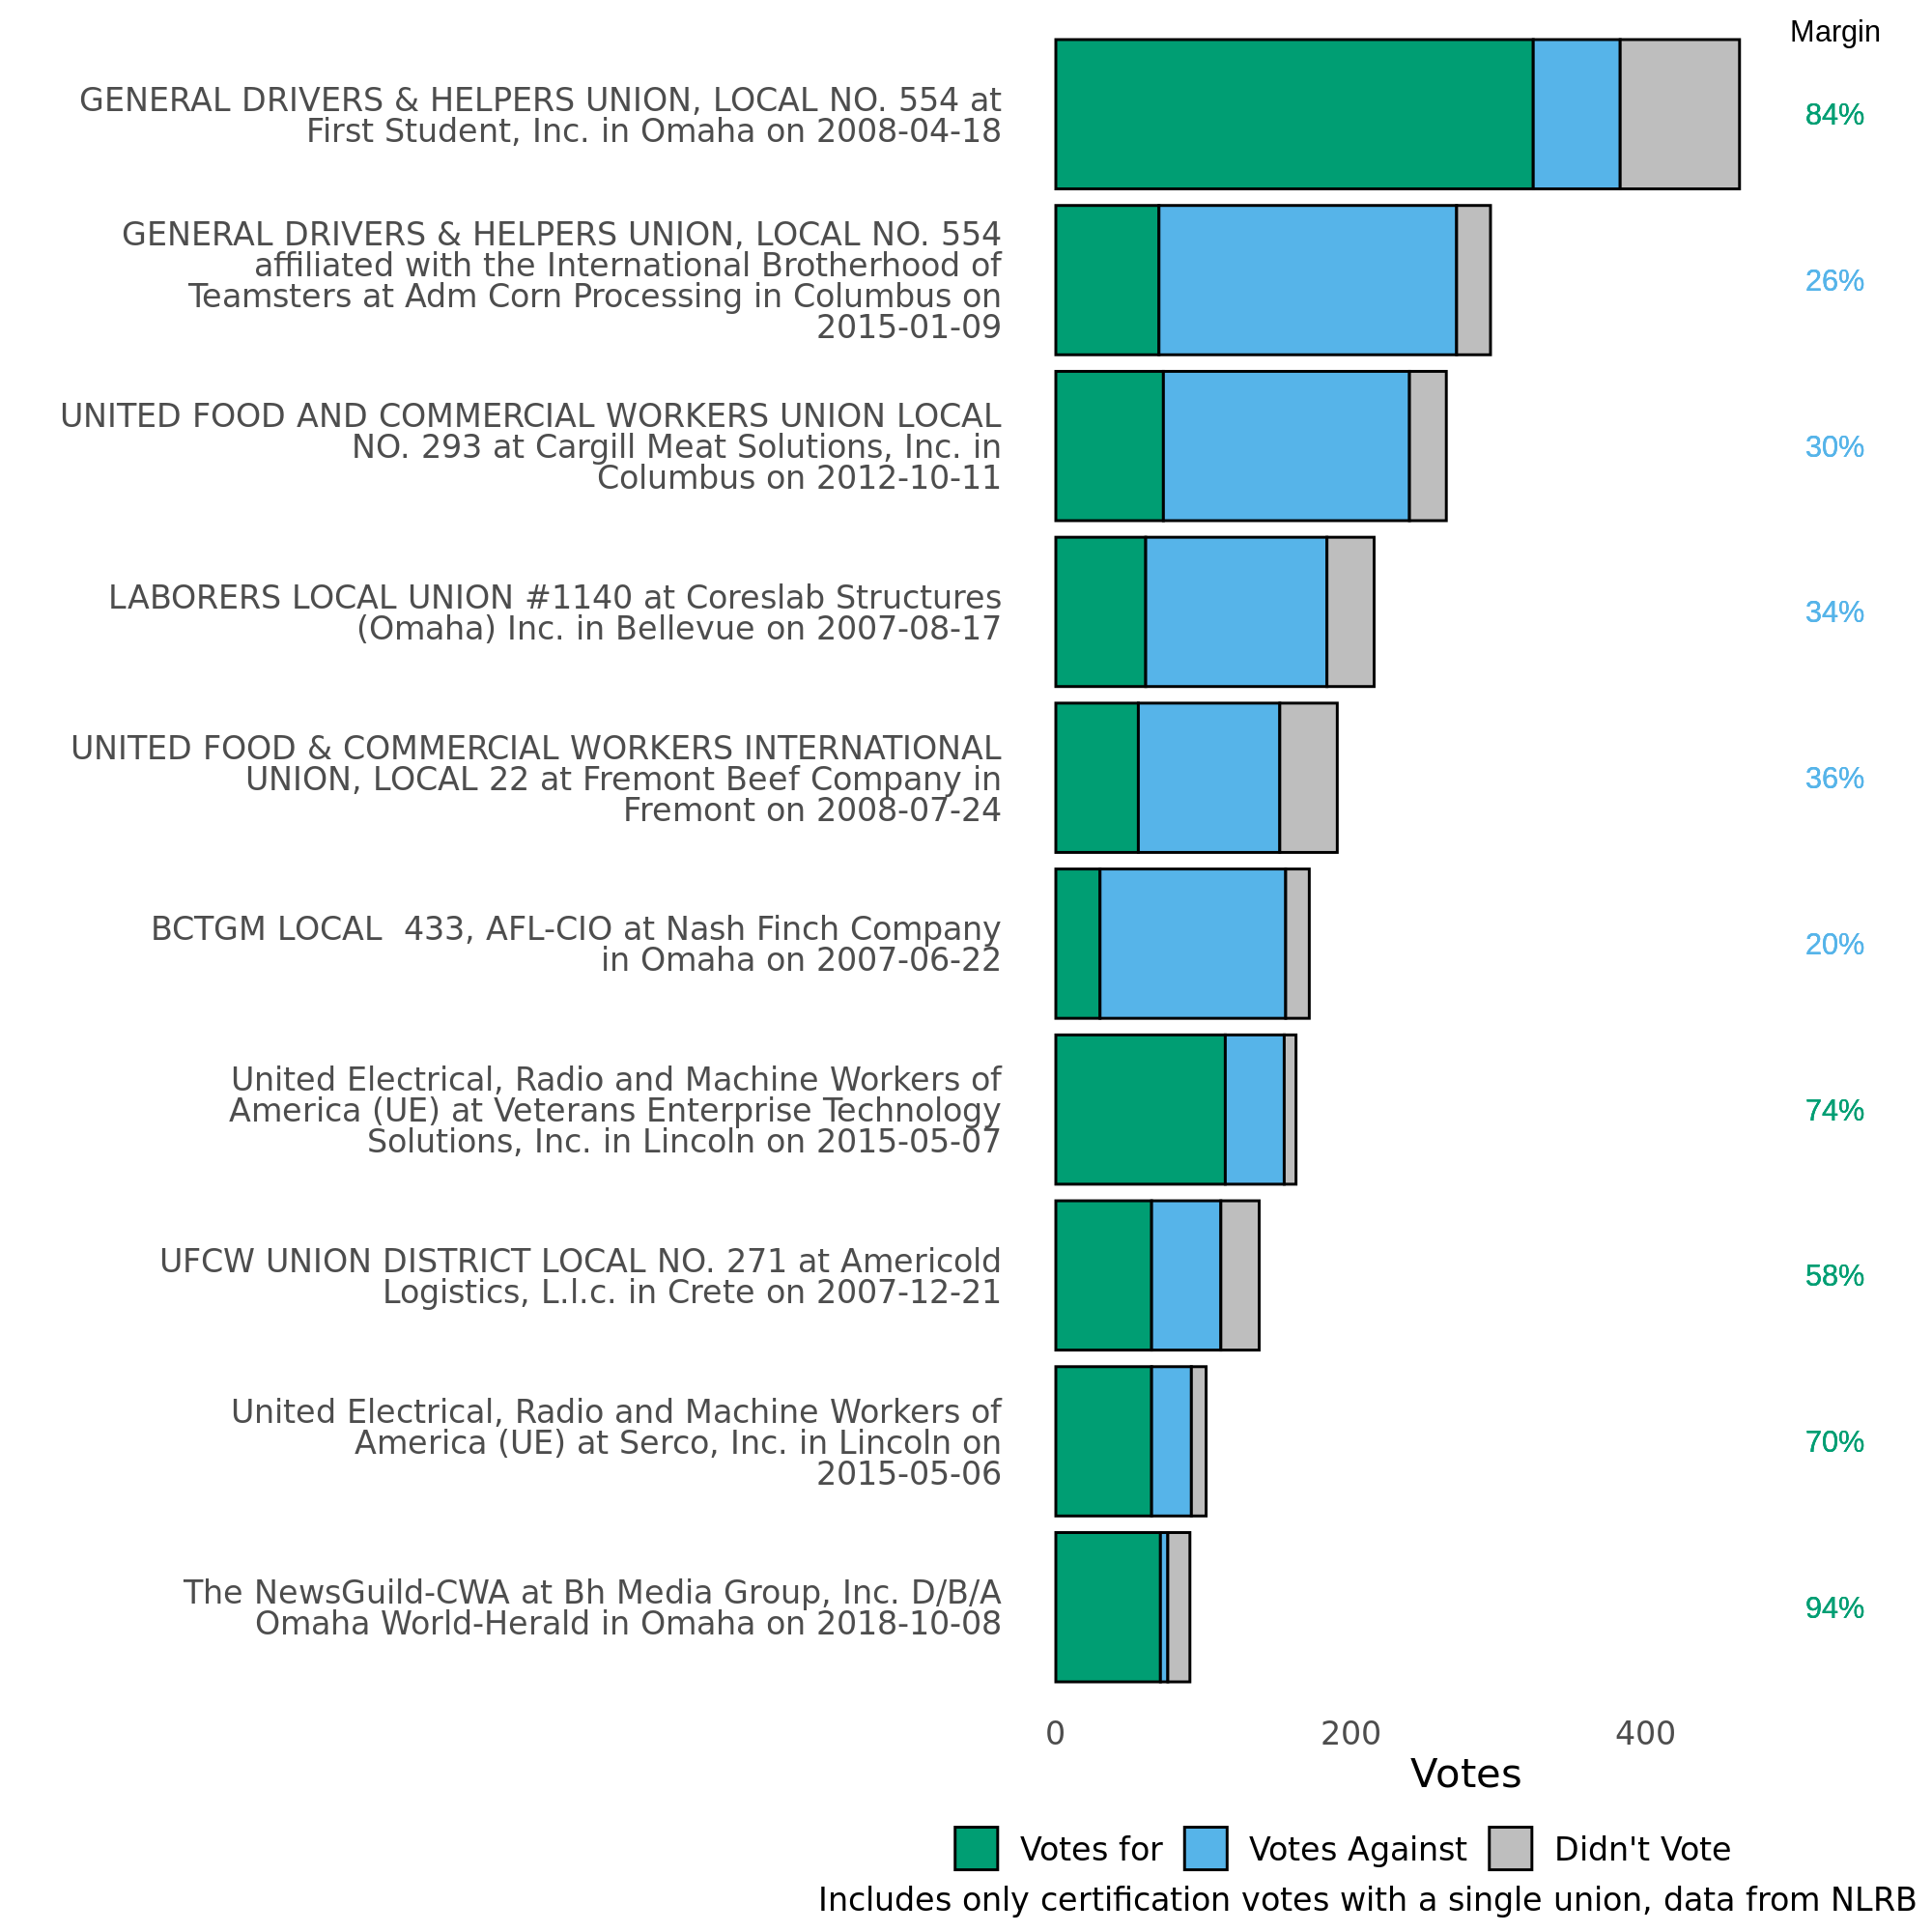 Margin
GENERAL DRIVERS & HELPERS UNION, LOCAL NO. 554 at
First Student, Inc. in Omaha on 2008-04-18
84%
GENERAL DRIVERS & HELPERS UNION, LOCAL NO. 554
affiliated with the International Brotherhood of
Teamsters at Adm Corn Processing in Columbus on
2015-01-09
26%
UNITED FOOD AND COMMERCIAL WORKERS UNION LOCAL
NO. 293 at Cargill Meat Solutions, Inc. in
Columbus on 2012-10-11
30%
LABORERS LOCAL UNION #1140 at Coreslab Structures
(Omaha) Inc. in Bellevue on 2007-08-17
34%
UNITED FOOD & COMMERCIAL WORKERS INTERNATIONAL
UNION, LOCAL 22 at Fremont Beef Company in
Fremont on 2008-07-24
36%
BCTGM LOCAL  433, AFL-CIO at Nash Finch Company
in Omaha on 2007-06-22
20%
United Electrical, Radio and Machine Workers of
America (UE) at Veterans Enterprise Technology
Solutions, Inc. in Lincoln on 2015-05-07
74%
UFCW UNION DISTRICT LOCAL NO. 271 at Americold
Logistics, L.l.c. in Crete on 2007-12-21
58%
United Electrical, Radio and Machine Workers of
America (UE) at Serco, Inc. in Lincoln on
2015-05-06
70%
The NewsGuild-CWA at Bh Media Group, Inc. D/B/A
Omaha World-Herald in Omaha on 2018-10-08
94%
0 200 400
Votes
Votes for Votes Against Didn't Vote
Includes only certification votes with a single union, data from NLRB